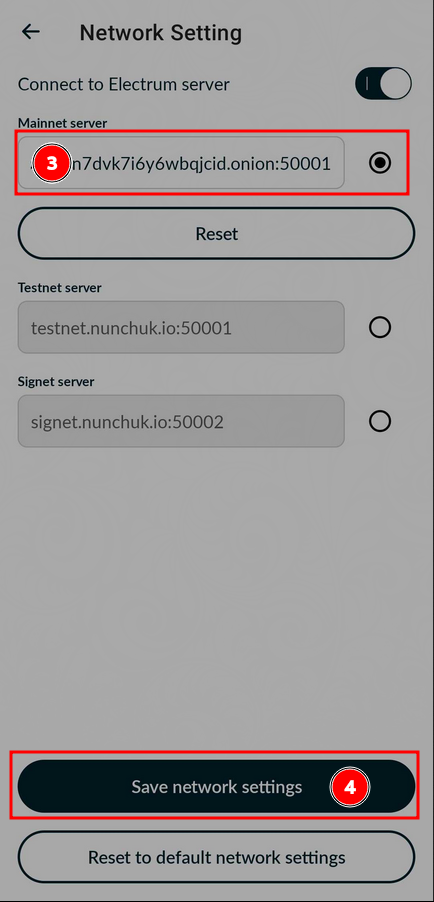 Network Setting
Connect to Electrum server
Mainnet server
3 n7dvk7i6y6wbqjcid.onion:50001
Reset
Testnet server
testnet.nunchuk.io:50001
Signet server
signet.nunchuk.io:50002
Save network settings 4
Reset to default network settings